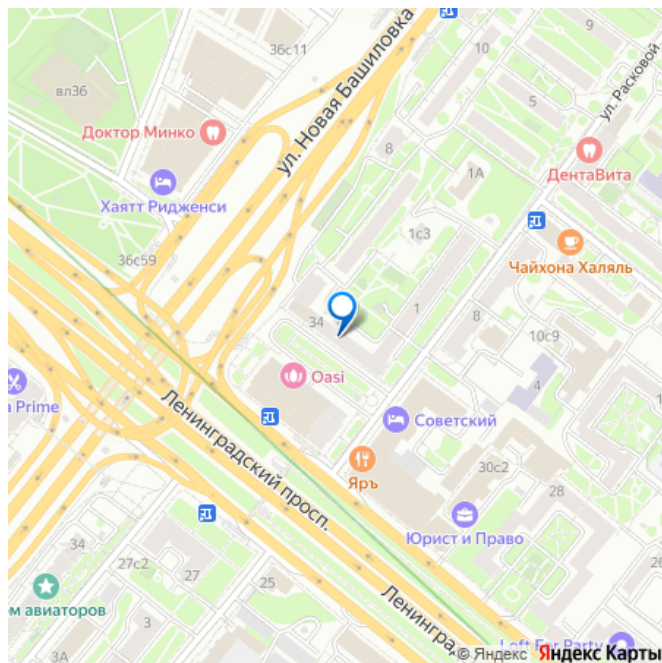 36с11
10
9
вл36
ул. Новая Башиловка
5
ул. Расковой
Доктор Минко
8
ДентаВита
Хаятт Ридженси
1А
1с3
36с59
Чайхона Халяль
34
1
8
10с9
Oasi
4
a Prime
Ленинградский просп.
Советский
Яръ
30с2
28
Юрист и Право
34
27с2
25
26
м авиаторов
3
Ленингра
3А
Loft For Party
© Яндекс Яндекс Карты